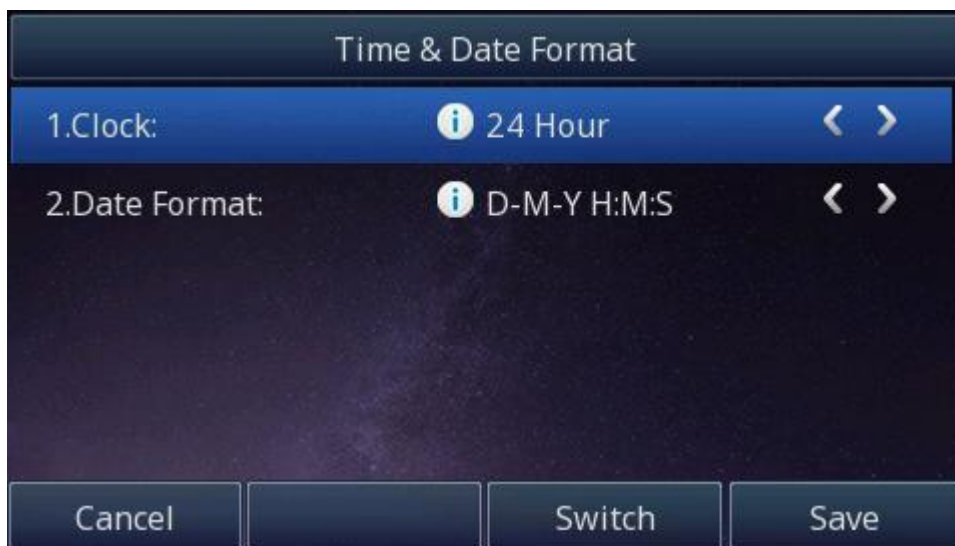 Time & Date Format
1.Clock: 24 Hour
2.Date Format: D-M-Y H:M:S
Cancel Switch Save